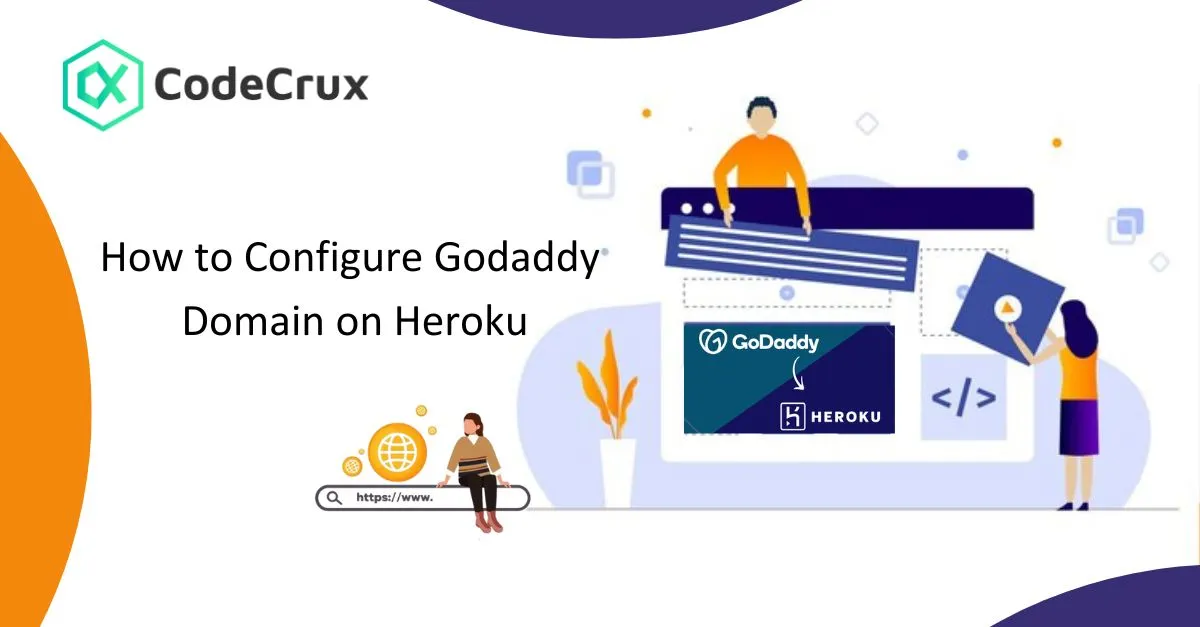 CodeCrux
How to Configure Godaddy
Domain on Heroku
GoDaddy
HEROKU
</>
https://www.